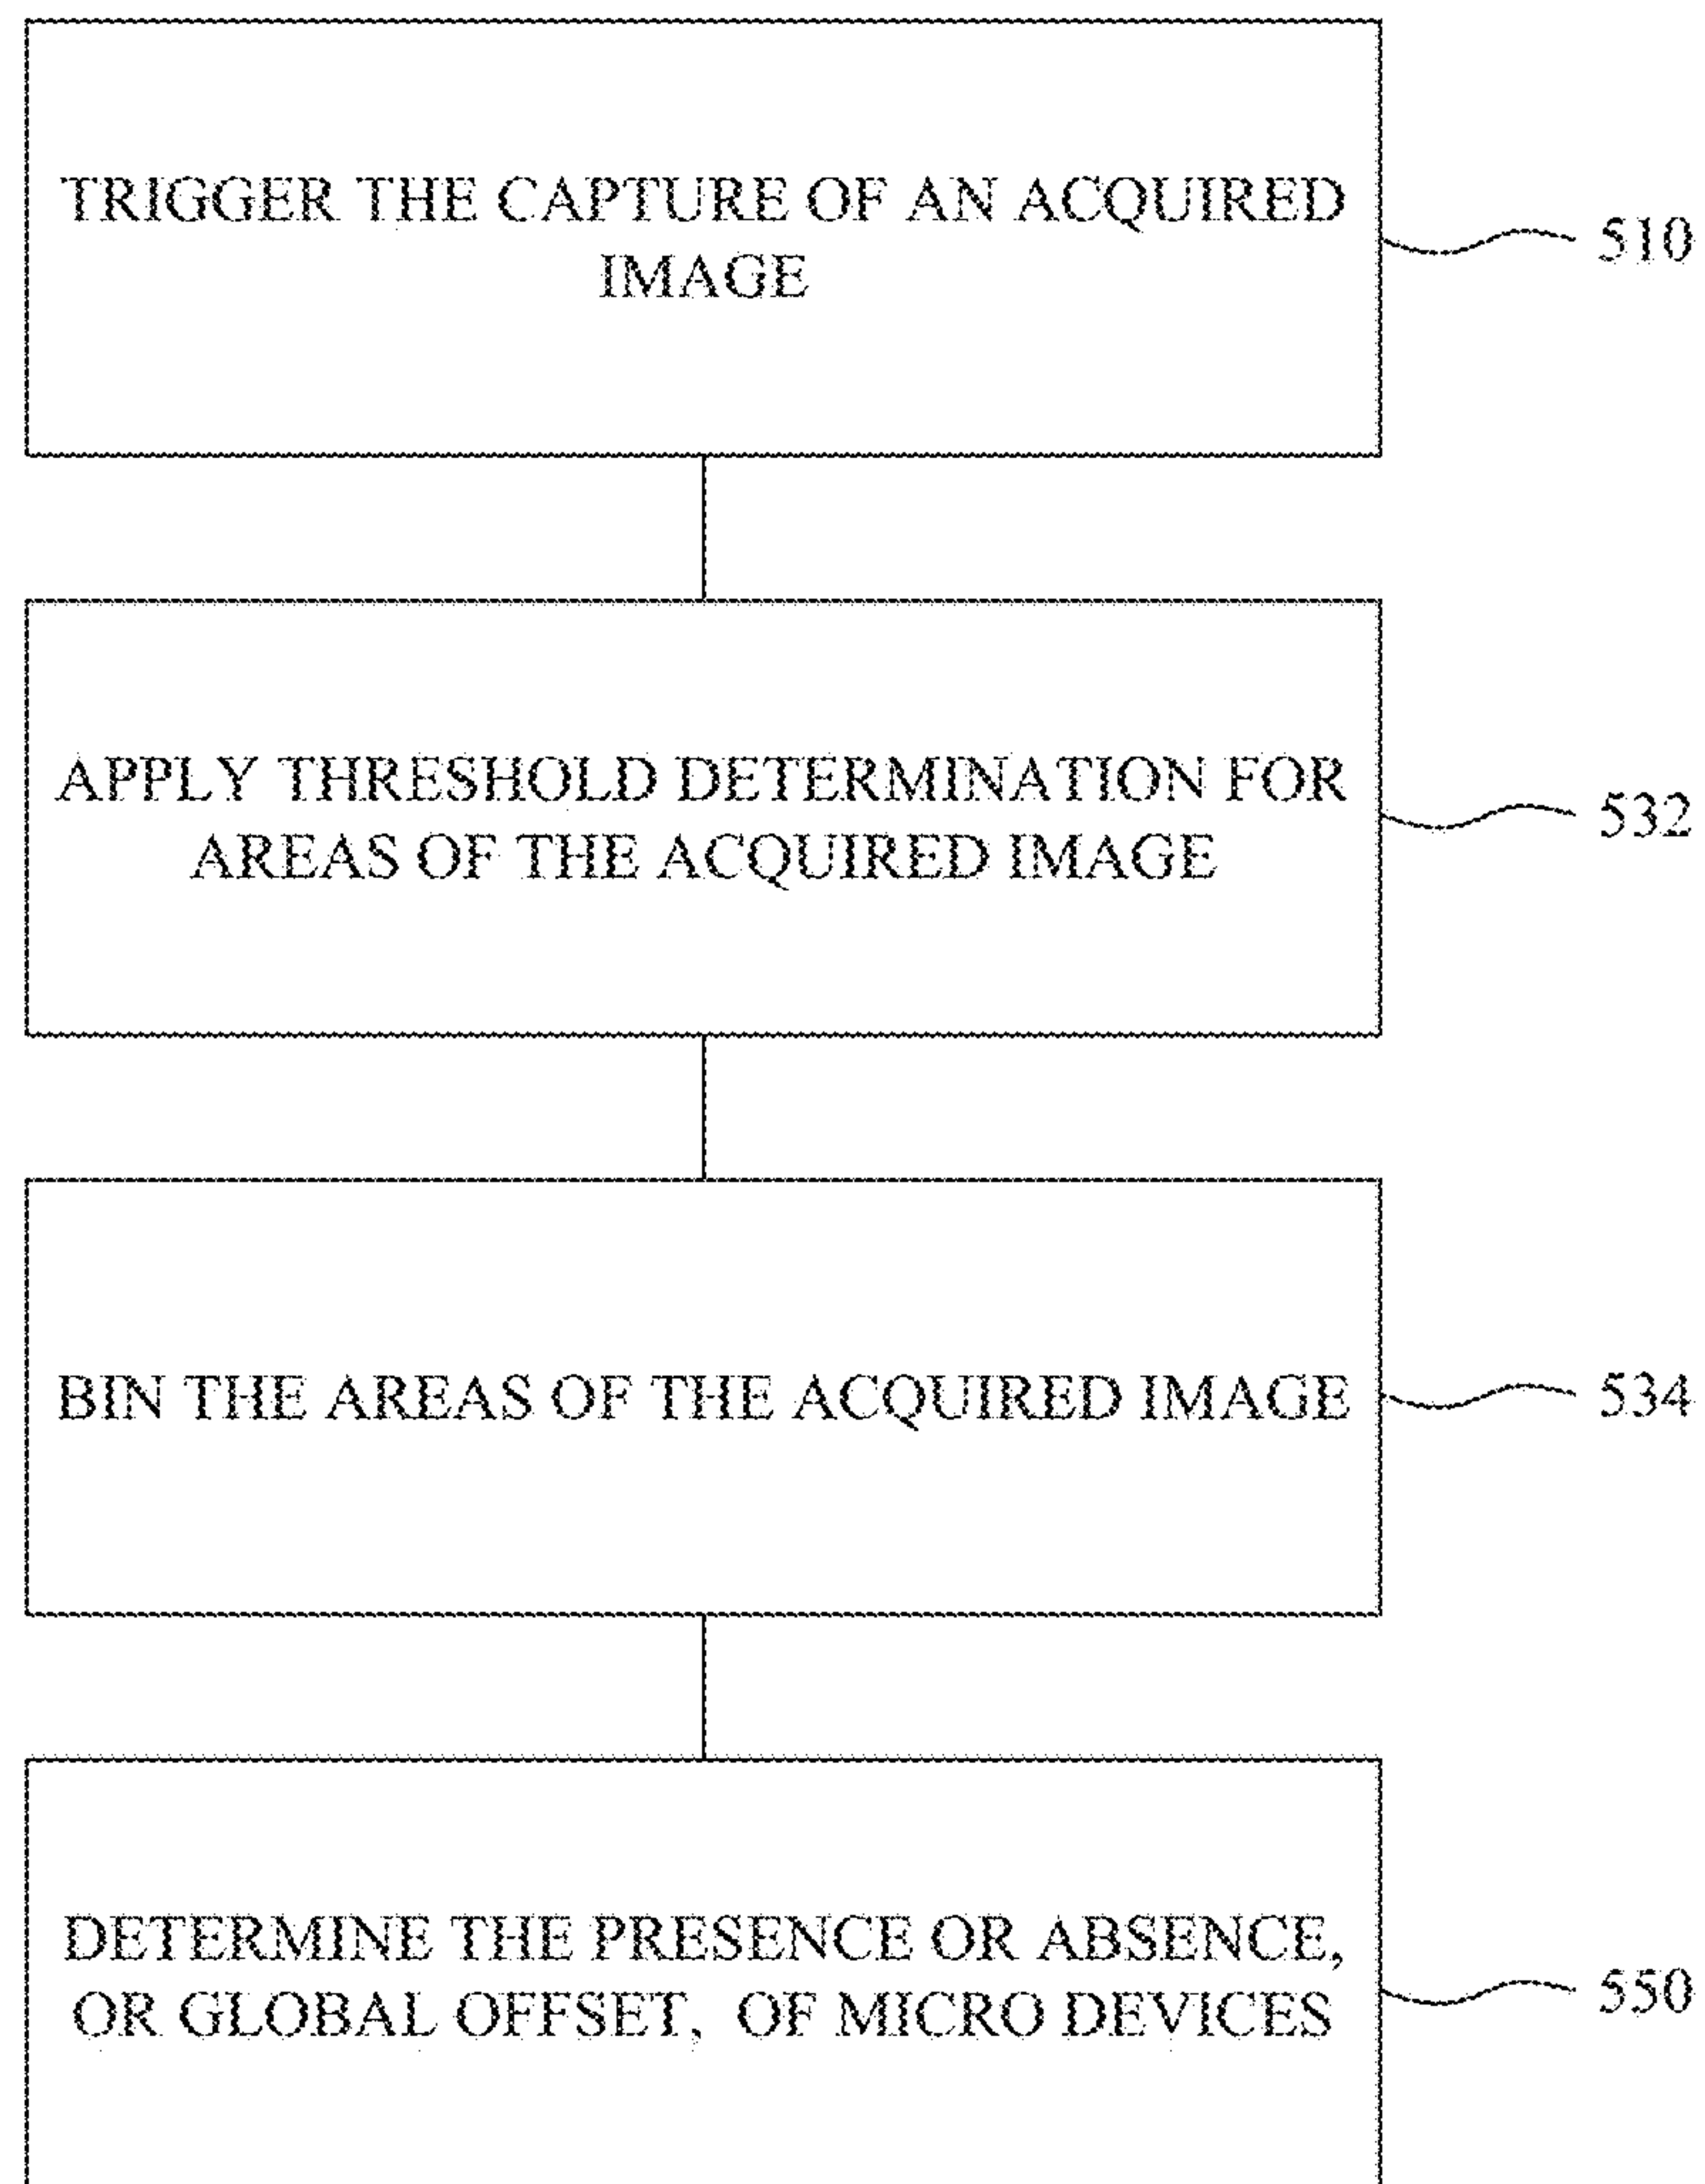 TRIGGER THE CAPTURE OF AN ACQUIRED
IMAGE
510
APPLY THRESHOLD DETERMINATION FOR
AREAS OF THE ACQUIRED IMAGE
532
BIN THE AREAS OF THE ACQUIRED IMAGE
534
DETERMINE THE PRESENCE OR ABSENCE,
OR GLOBAL OFFSET, OF MICRO DEVICES
550